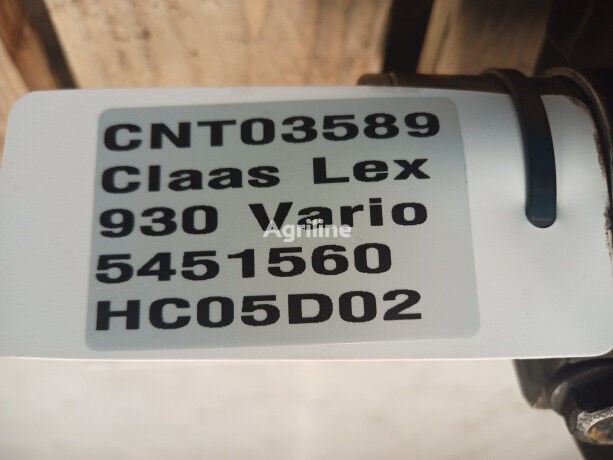 CNT03589
Claas Lex
930 Vario
Agriline
5451560
HC05D02